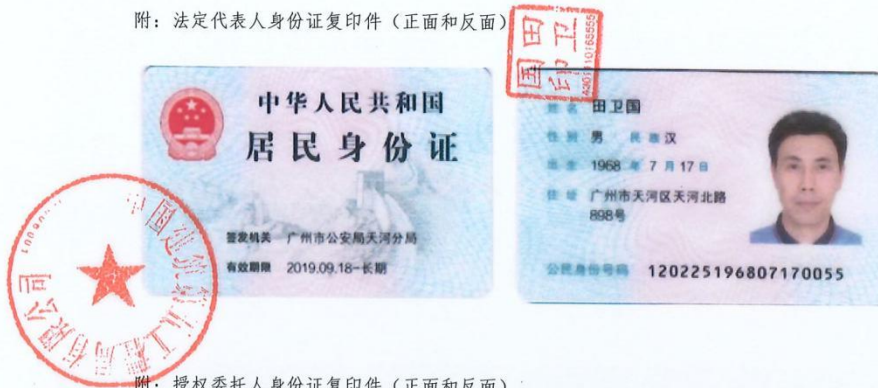 附：法定代表人身份证复印件（正面和反面）
田卫
国印
中华人民共和国
居民身份证
签发机关 广州市公安局天河分局
有效期限 2019.09.18-长期
姓名 田卫国
性别 男 民族 汉
出生 1968 年 7 月 17 日
住址 广州市天河区天河北路
898号
公民身份号码 120225196807170055
附：授权委托人身份证复印件（正面和反面）